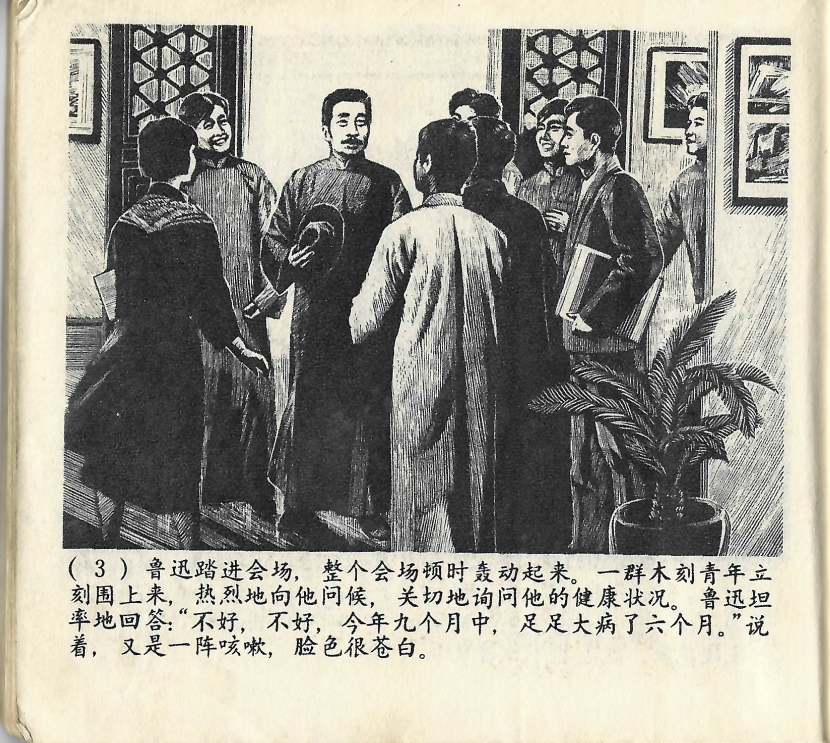 (3) 鲁迅踏进会场，整个会场顿时轰动起来。一群木刻青年立
刻围上来，热烈地向他问候，关切地询问他的健康状况。鲁迅坦
率地回答：“不好，不好，今年九个月中，足足大病了六个月。”说
着，又是一阵咳嗽，脸色很苍白。